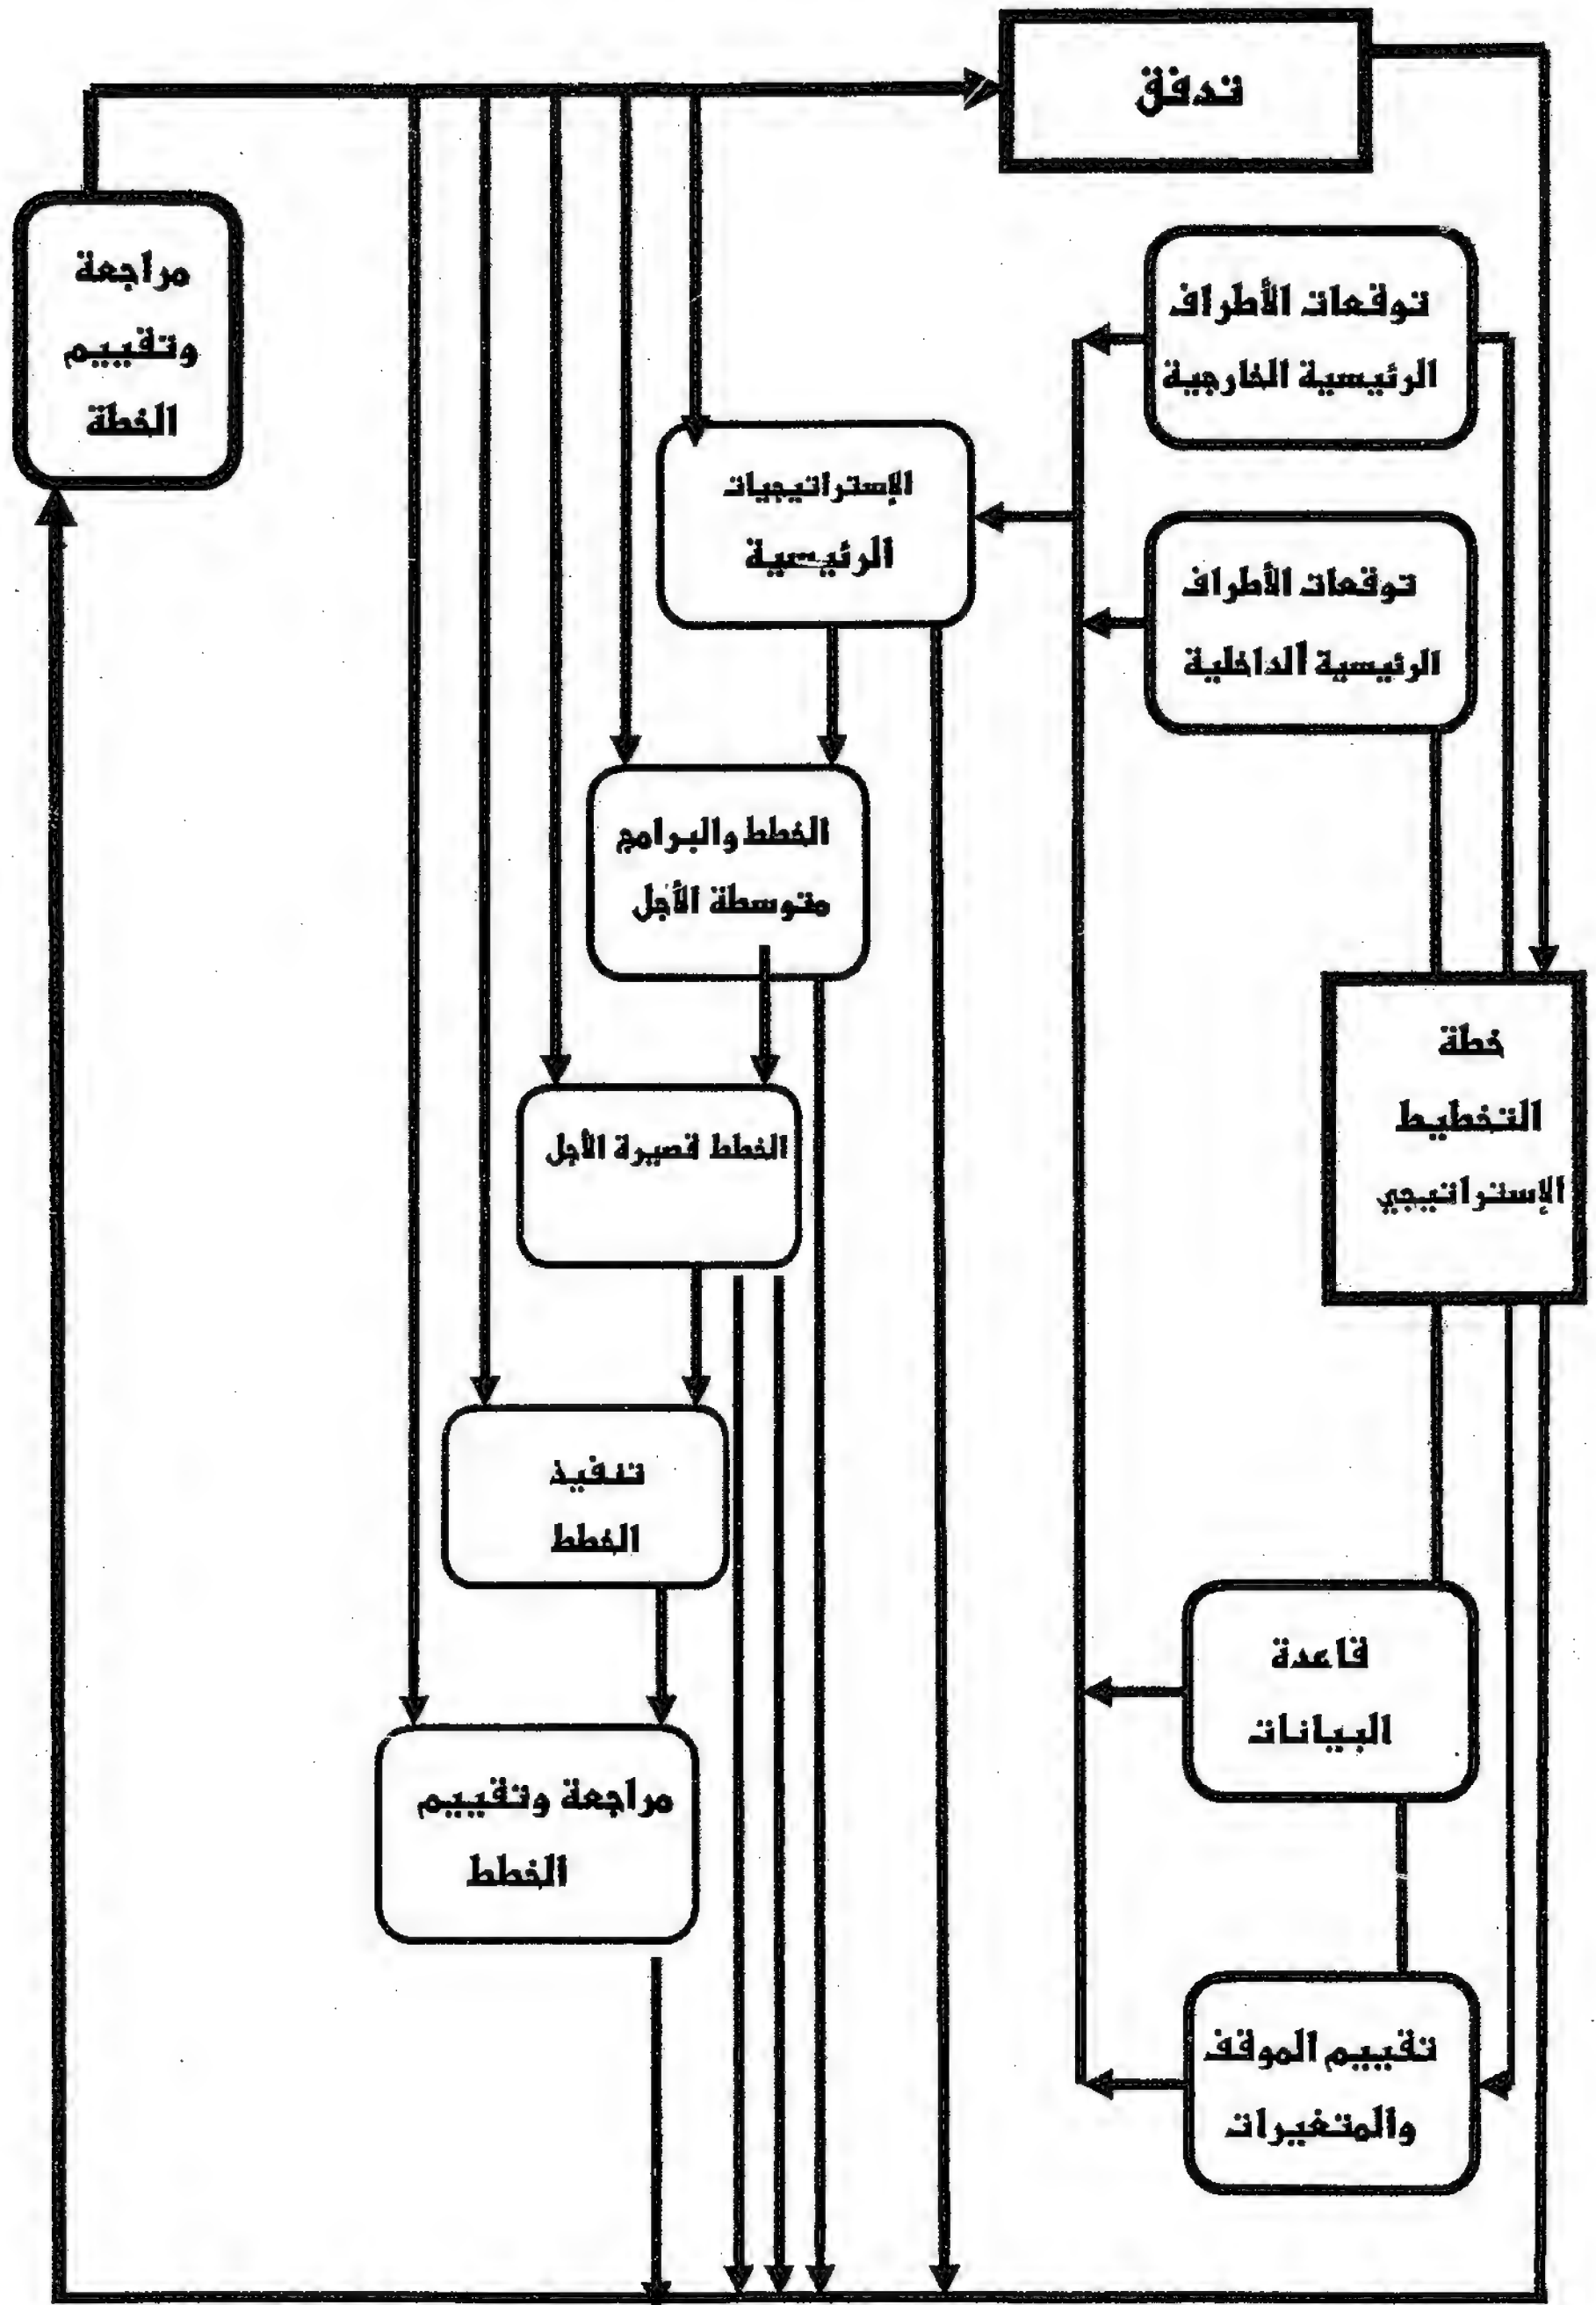 تدفق
توقعات الأطراف
الرئيسية الخارجية
توقعات الأطراف
الرئيسية الداخلية
خطة
التخطيط
الإستراتيجي
قاعدة
البيانات
تقييم الموقف
والمتغيرات
الإستراتيجيات
الرئيسية
الخطط والبرامج
متوسطة الأجل
الخطط قصيرة الأجل
تنفيذ
الخطط
مراجعة وتقييم
الخطط
مراجعة
وتقييم
الخطة